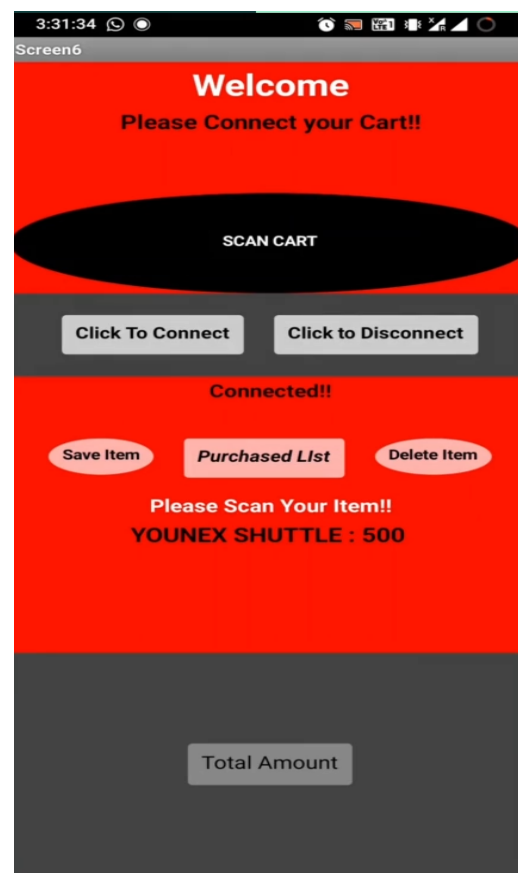 3:31:34
Screen6
Welcome
Please Connect your Cart!!
SCAN CART
Click To Connect Click to Disconnect
Connected!!
Save Item Purchased LIst Delete Item
Please Scan Your Item!!
YOUNEX SHUTTLE : 500
Total Amount